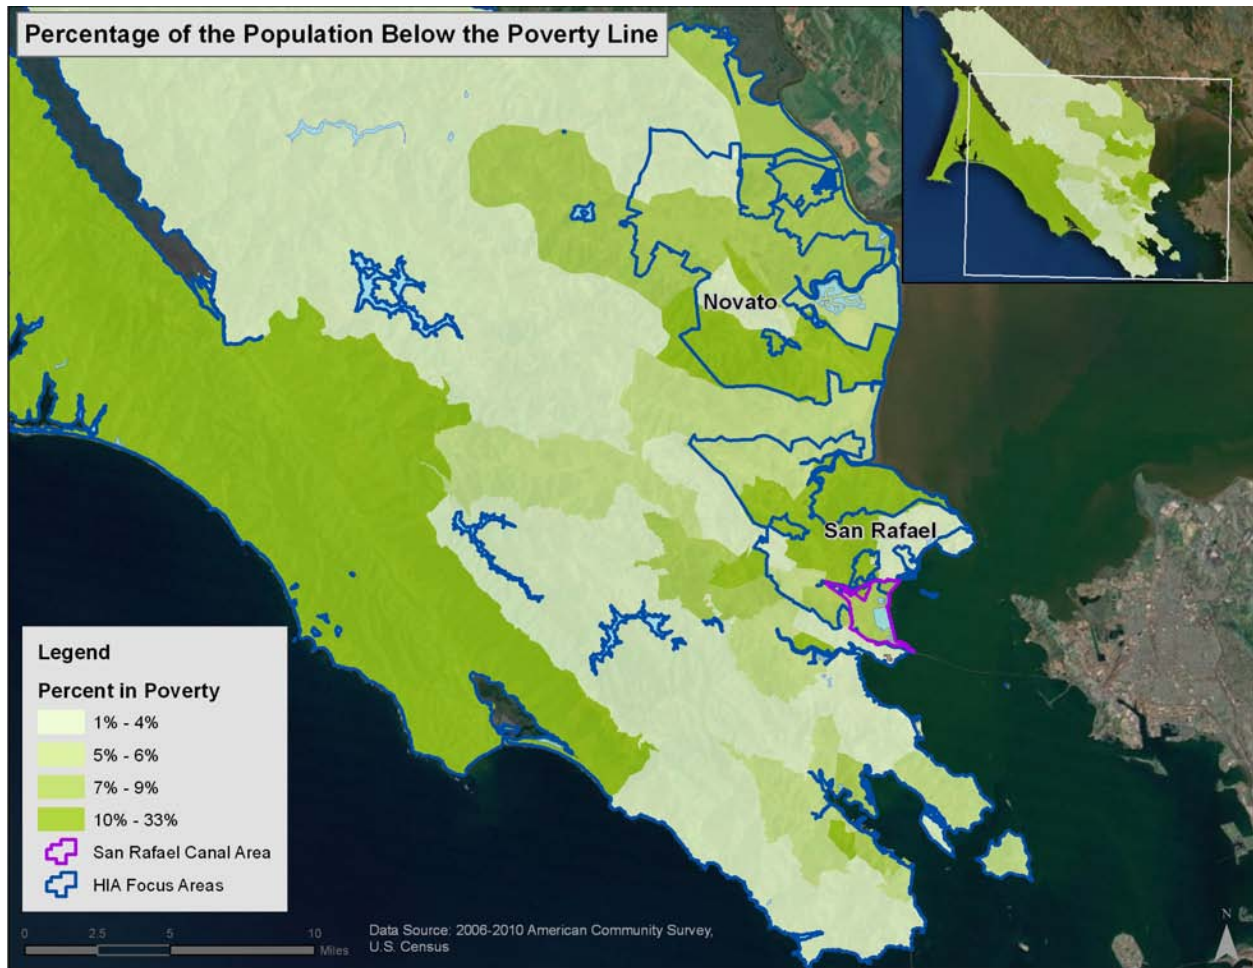 Percentage of the Population Below the Poverty Line
Novato
San Rafael
Legend
Percent in Poverty
1% - 4%
5% - 6%
7% - 9%
10% - 33%
San Rafael Canal Area
HIA Focus Areas
0 2.5 5 10
Miles
Data Source: 2006-2010 American Community Survey,
U.S. Census
N